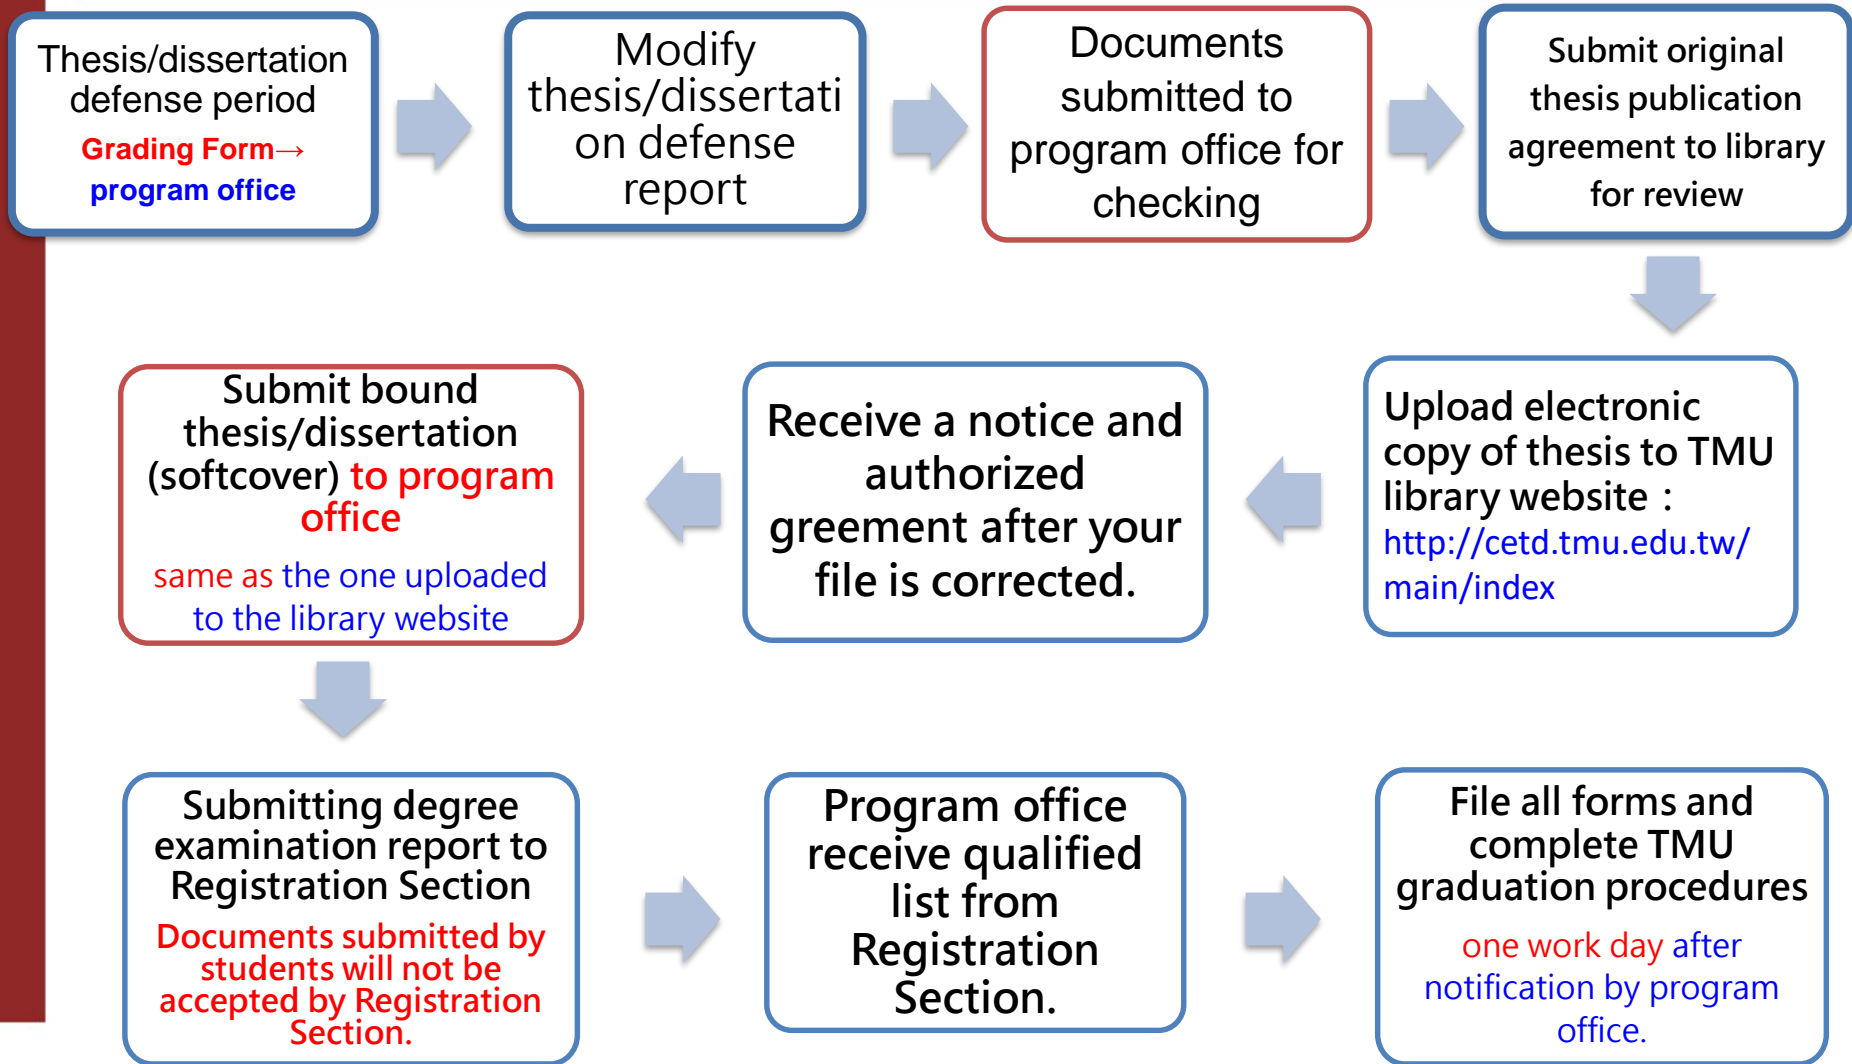 Thesis/dissertation
defense period
Grading Form→
program office
Modify
thesis/dissertati
on defense
report
Documents
submitted to
program office for
checking
Submit original
thesis publication
agreement to library
for review
Upload electronic
copy of thesis to TMU
library website：
http://cetd.tmu.edu.tw/
main/index
Receive a notice and
authorized
greement after your
file is corrected.
Submit bound
thesis/dissertation
(softcover) to program
office
same as the one uploaded
to the library website
Submitting degree
examination report to
Registration Section
Documents submitted by
students will not be
accepted by Registration
Section.
Program office
receive qualified
list from
Registration
Section.
File all forms and
complete TMU
graduation procedures
one work day after
notification by program
office.